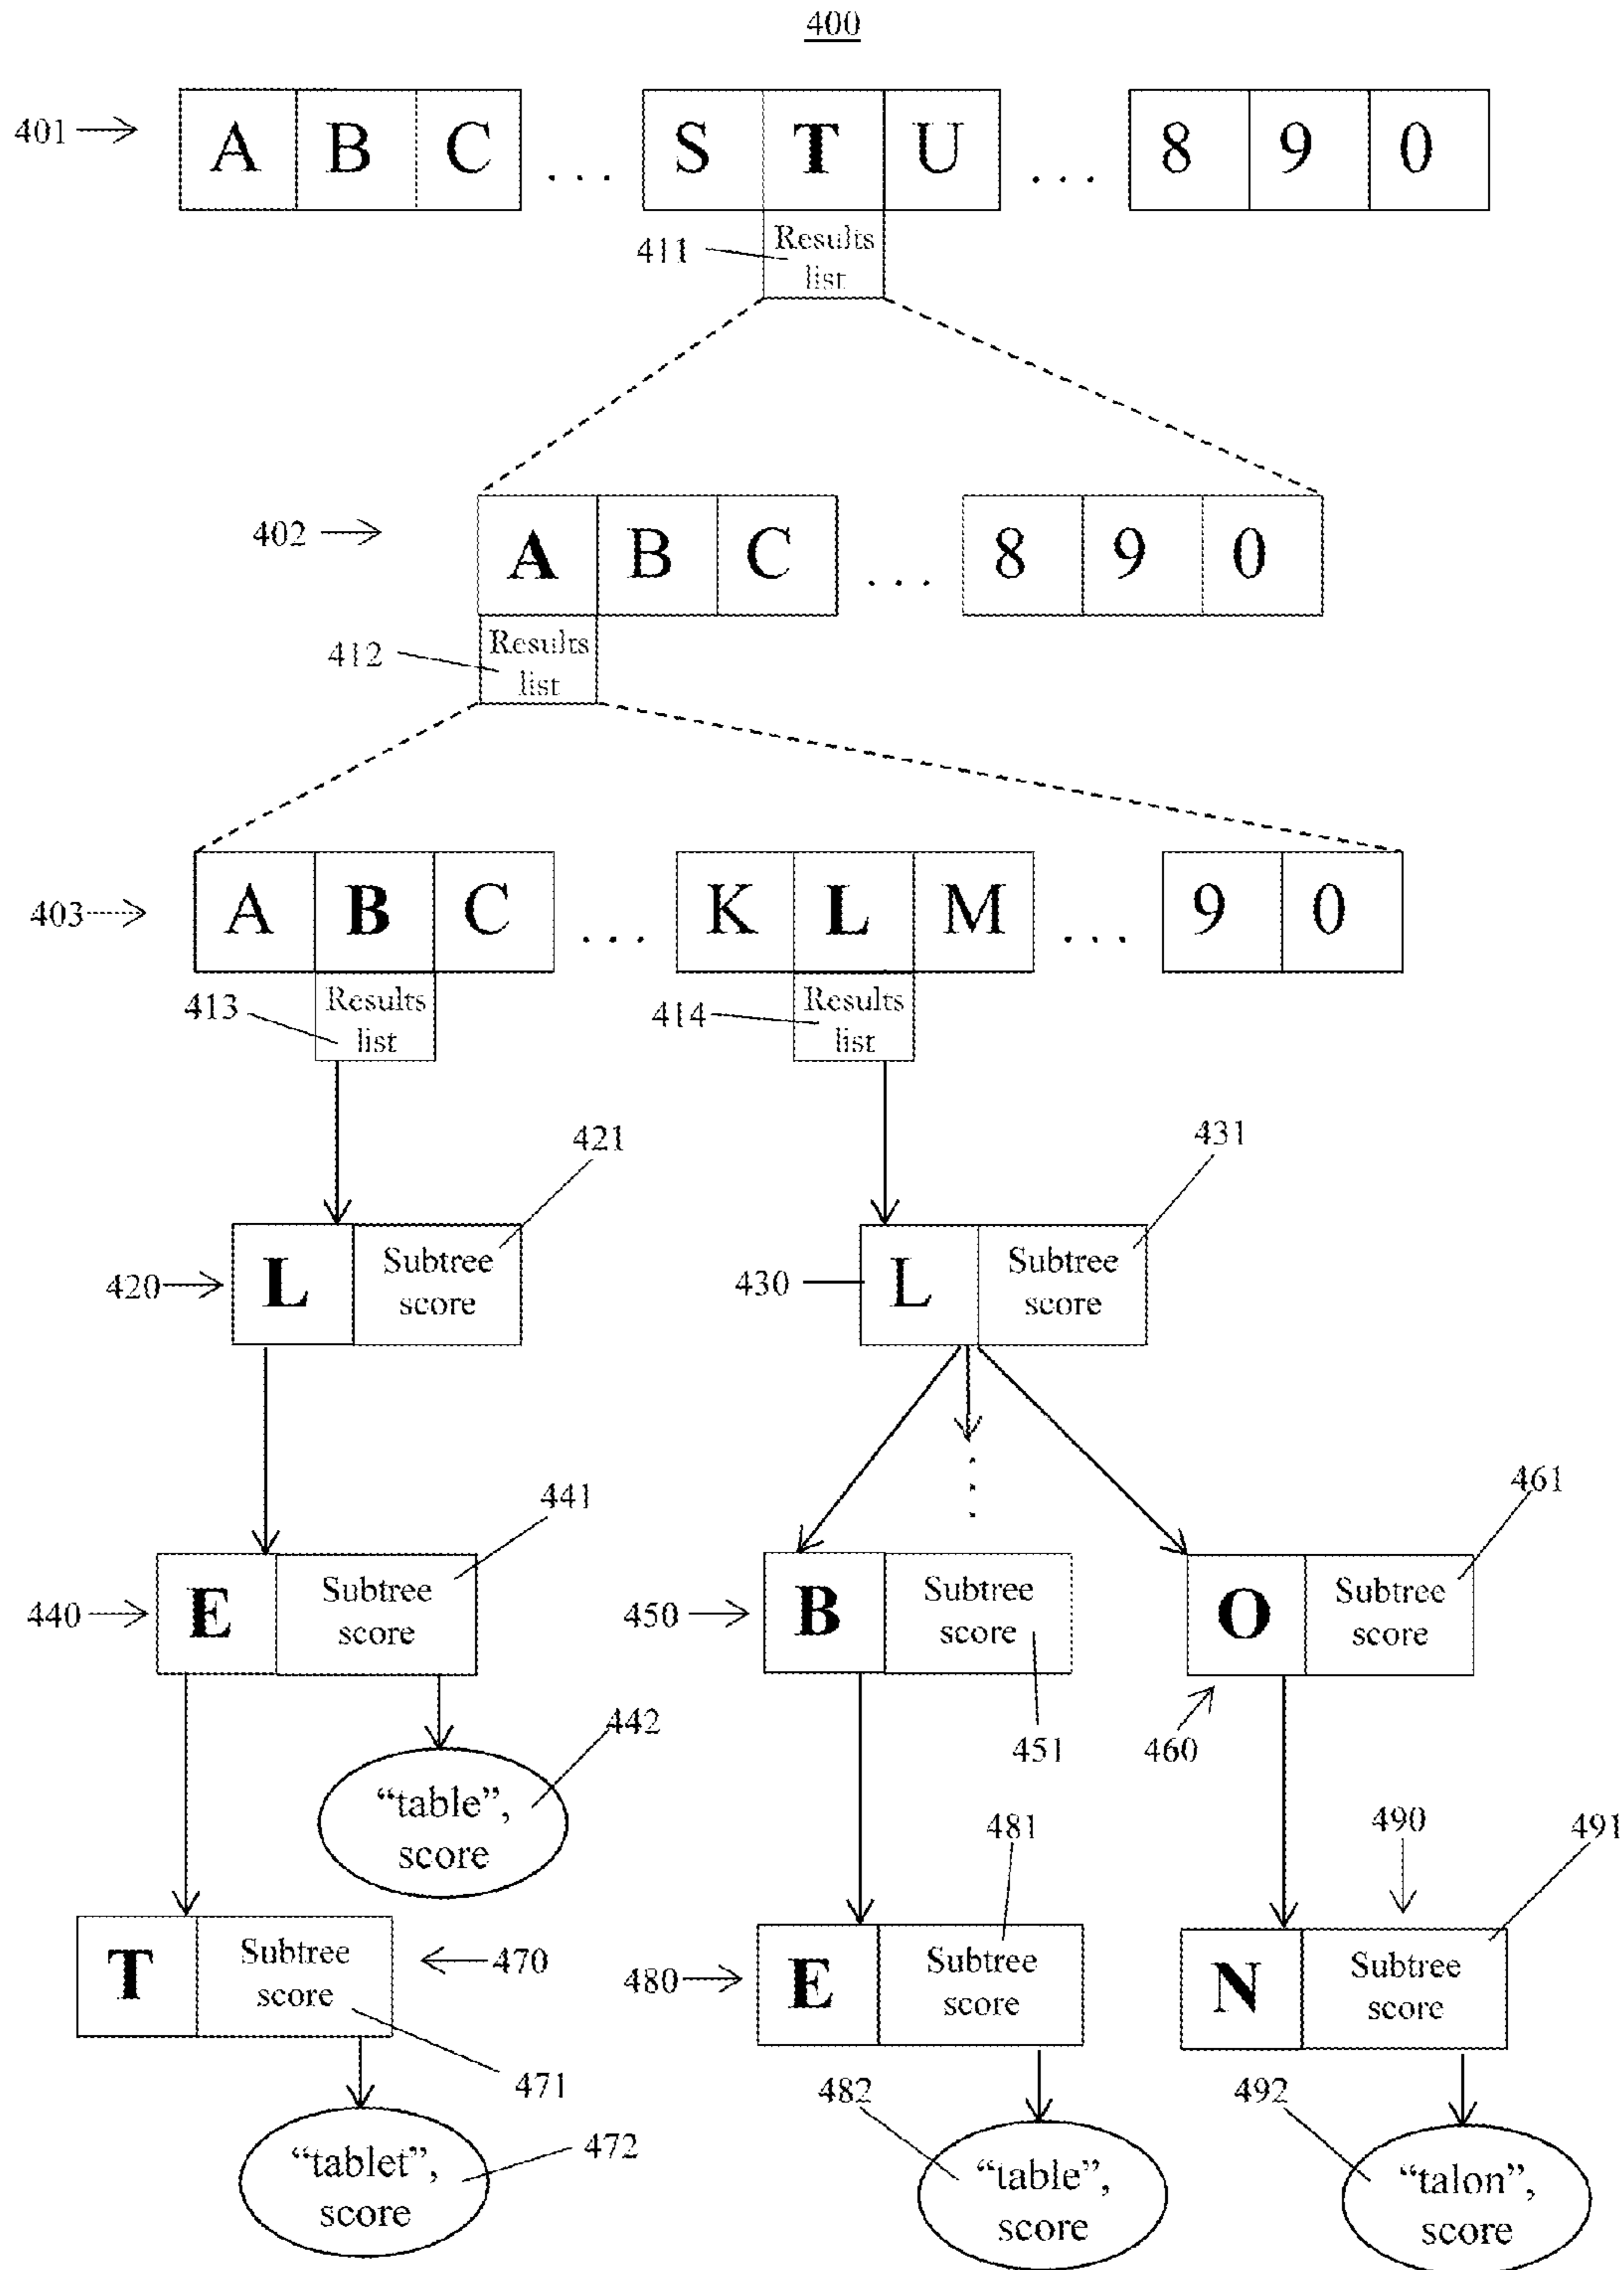 400
401 A B C ... S T U ... 8 9 0
411 Results
list
402 A B C ... 8 9 0
412 Results
list
403 A B C ... K L M ... 9 0
413 Results
list
414 Results
list
421
431
420 L Subtree
score
430 L Subtree
score
441
461
440 E Subtree
score
450 B Subtree
score
O Subtree
score
442
451
460
"table",
score
481
490
491
T Subtree
score
470
480 E Subtree
score
N Subtree
score
471
482
492
"tablet",
score
472
"table",
score
"talon",
score